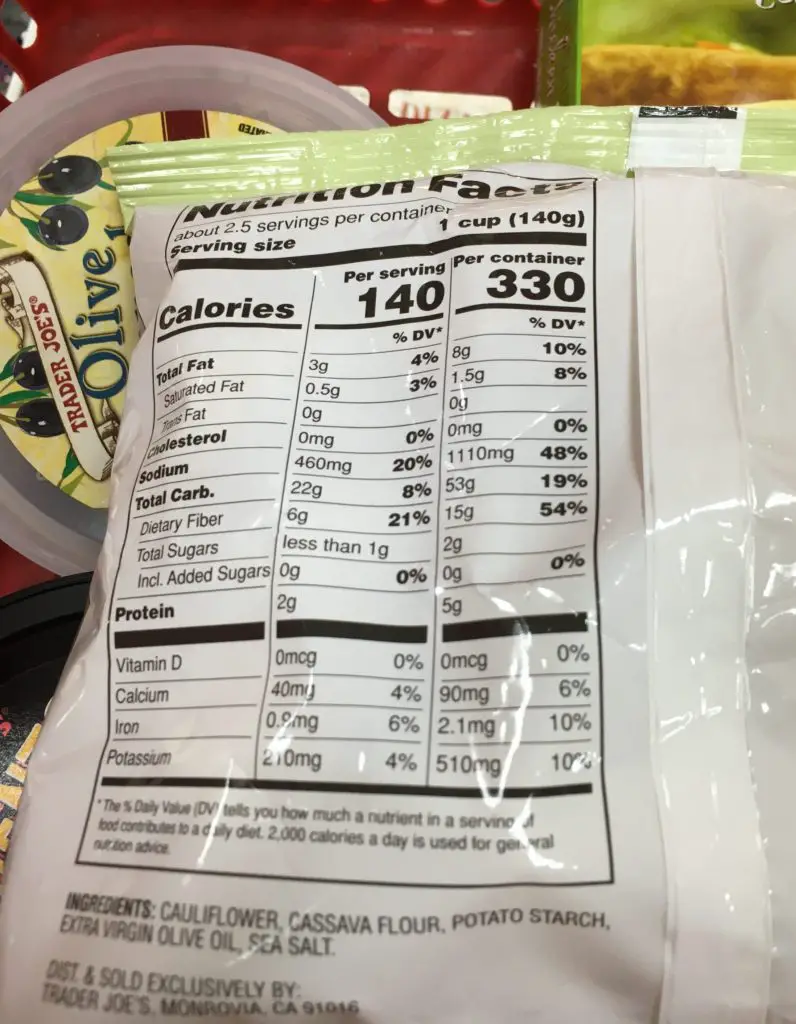 TRADER JOE'S®
Olive
Nutrition Facts
about 2.5 servings per container
Serving size 1 cup (140g)
Per serving Per container
Calories 140 330
% DV* % DV*
Total Fat 3g 4% 8g 10%
Saturated Fat 0.5g 3% 1.5g 8%
Trans Fat 0g 0g
Cholesterol 0mg 0% 0mg 0%
Sodium 460mg 20% 1110mg 48%
Total Carb. 22g 8% 53g 19%
Dietary Fiber 6g 21% 15g 54%
Total Sugars less than 1g 2g
Incl. Added Sugars 0g 0% 0g 0%
Protein 2g 5g
Vitamin D 0mcg 0% 0mcg 0%
Calcium 40mg 4% 90mg 6%
Iron 0.9mg 6% 2.1mg 10%
Potassium 210mg 4% 510mg 10%
*The % Daily Value (DV) tells you how much a nutrient in a serving of
food contributes to a daily diet. 2,000 calories a day is used for general
nutrition advice.
INGREDIENTS: CAULIFLOWER, CASSAVA FLOUR, POTATO STARCH,
EXTRA VIRGIN OLIVE OIL, SEA SALT.
DIST. & SOLD EXCLUSIVELY BY:
TRADER JOE'S, MONROVIA, CA 91016